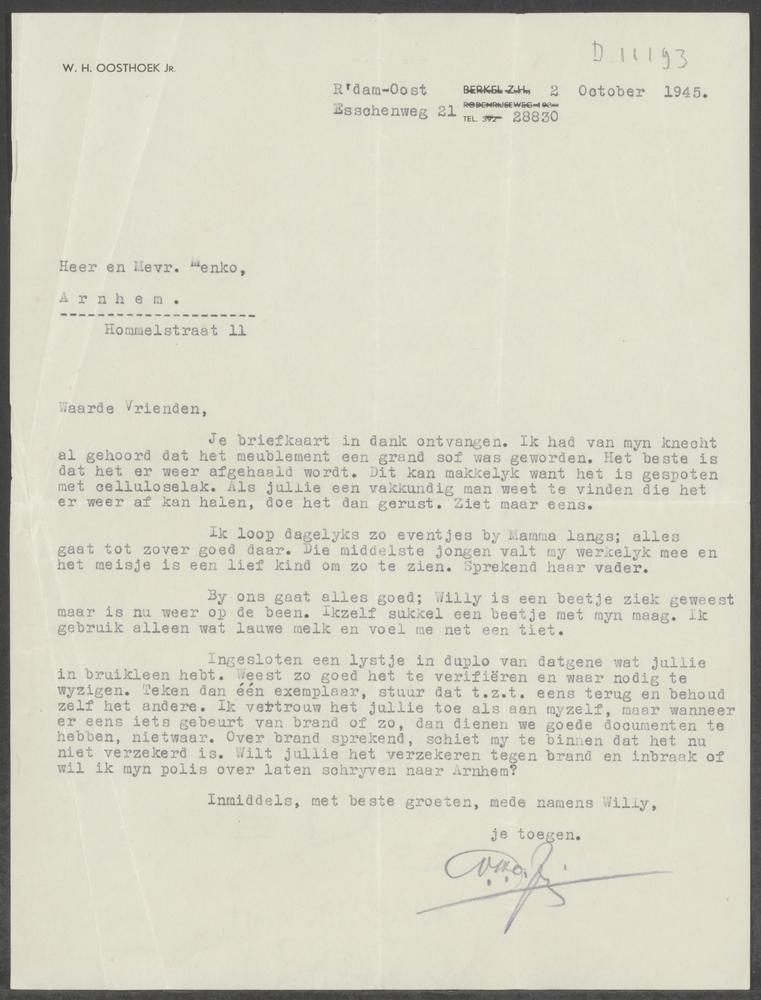 D 11193
W. H. OOSTHOEK Jr.
R'dam-Oost BERKEL Z.H., 2 October 1945.
Esschenweg 21
TEL. 28830
Heer en Mevr. Menko,
A r n h e m .
Hommelstraat 11
Waarde Vrienden,
Je briefkaart in dank ontvangen. Ik had van myn knecht
al gehoord dat het meublement een grand sof was geworden. Het beste is
dat het er weer afgehaald wordt. Dit kan makkelyk want het is gespoten
met celluloselak. Als jullie een vakkundig man weet te vinden die het
er weer af kan halen, doe het dan gerust. Ziet maar eens.
Ik loop dagelyks zo eventjes by Mamma langs; alles
gaat tot zover goed daar. Die middelste jongen valt my werkelyk mee en
het meisje is een lief kind om zo te zien. Sprekend haar vader.
By ons gaat alles goed; Willy is een beetje ziek geweest
maar is nu weer op de been. Ikzelf sukkel een beetje met myn maag. Ik
gebruik alleen wat lauwe melk en voel me net een tiet.
Ingesloten een lystje in duplo van datgene wat jullie
in bruikleen hebt. Weest zo goed het te verifiëren en waar nodig te
wyzigen. Teken dan één exemplaar, stuur dat t.z.t. eens terug en behoud
zelf het andere. Ik vertrouw het jullie toe als aan myzelf, maar wanneer
er eens iets gebeurt van brand of zo, dan dienen we goede documenten te
hebben, nietwaar. Over brand sprekend, schiet my te binnen dat het nu
niet verzekerd is. Wilt jullie het verzekeren tegen brand en inbraak of
wil ik myn polis over laten schryven naar Arnhem?
Inmiddels, met beste groeten, mede namens Willy,
je toegen.